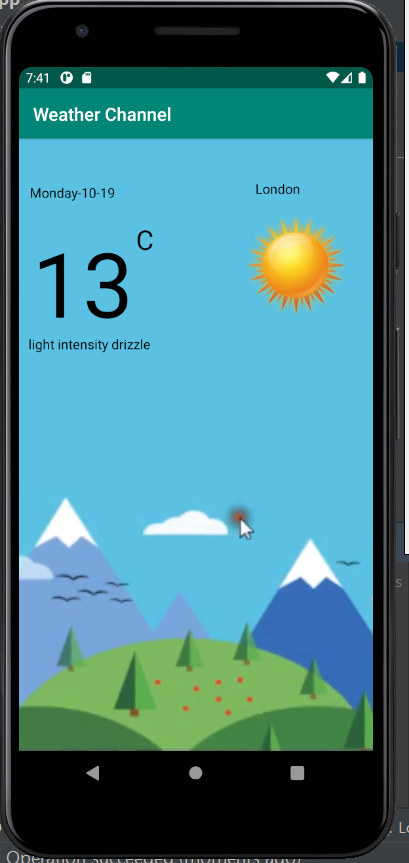 pp
7:41
Weather Channel
Monday-10-19
London
13
C
light intensity drizzle
s
Lo
Operation succeeded (moments ago)